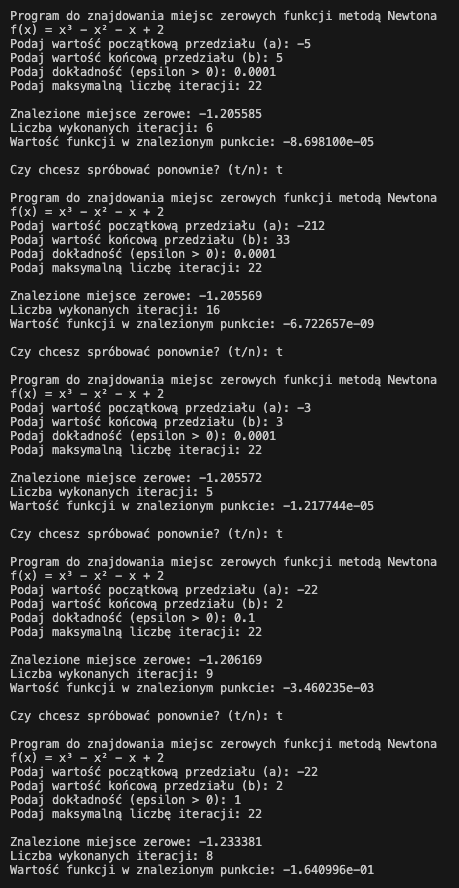 Program do znajdowania miejsc zerowych funkcji metodą Newtona
f(x) = x³ − x² − x + 2
Podaj wartość początkową przedziału (a): -5
Podaj wartość końcową przedziału (b): 5
Podaj dokładność (epsilon > 0): 0.0001
Podaj maksymalną liczbę iteracji: 22
Znalezione miejsce zerowe: -1.205585
Liczba wykonanych iteracji: 6
Wartość funkcji w znalezionym punkcie: -8.698100e-05
Czy chcesz spróbować ponownie? (t/n): t
Program do znajdowania miejsc zerowych funkcji metodą Newtona
f(x) = x³ − x² − x + 2
Podaj wartość początkową przedziału (a): -212
Podaj wartość końcową przedziału (b): 33
Podaj dokładność (epsilon > 0): 0.0001
Podaj maksymalną liczbę iteracji: 22
Znalezione miejsce zerowe: -1.205569
Liczba wykonanych iteracji: 16
Wartość funkcji w znalezionym punkcie: -6.722657e-09
Czy chcesz spróbować ponownie? (t/n): t
Program do znajdowania miejsc zerowych funkcji metodą Newtona
f(x) = x³ − x² − x + 2
Podaj wartość początkową przedziału (a): -3
Podaj wartość końcową przedziału (b): 3
Podaj dokładność (epsilon > 0): 0.0001
Podaj maksymalną liczbę iteracji: 22
Znalezione miejsce zerowe: -1.205572
Liczba wykonanych iteracji: 5
Wartość funkcji w znalezionym punkcie: -1.217744e-05
Czy chcesz spróbować ponownie? (t/n): t
Program do znajdowania miejsc zerowych funkcji metodą Newtona
f(x) = x³ − x² − x + 2
Podaj wartość początkową przedziału (a): -22
Podaj wartość końcową przedziału (b): 2
Podaj dokładność (epsilon > 0): 0.1
Podaj maksymalną liczbę iteracji: 22
Znalezione miejsce zerowe: -1.206169
Liczba wykonanych iteracji: 9
Wartość funkcji w znalezionym punkcie: -3.460235e-03
Czy chcesz spróbować ponownie? (t/n): t
Program do znajdowania miejsc zerowych funkcji metodą Newtona
f(x) = x³ − x² − x + 2
Podaj wartość początkową przedziału (a): -22
Podaj wartość końcową przedziału (b): 2
Podaj dokładność (epsilon > 0): 1
Podaj maksymalną liczbę iteracji: 22
Znalezione miejsce zerowe: -1.233381
Liczba wykonanych iteracji: 8
Wartość funkcji w znalezionym punkcie: -1.640996e-01